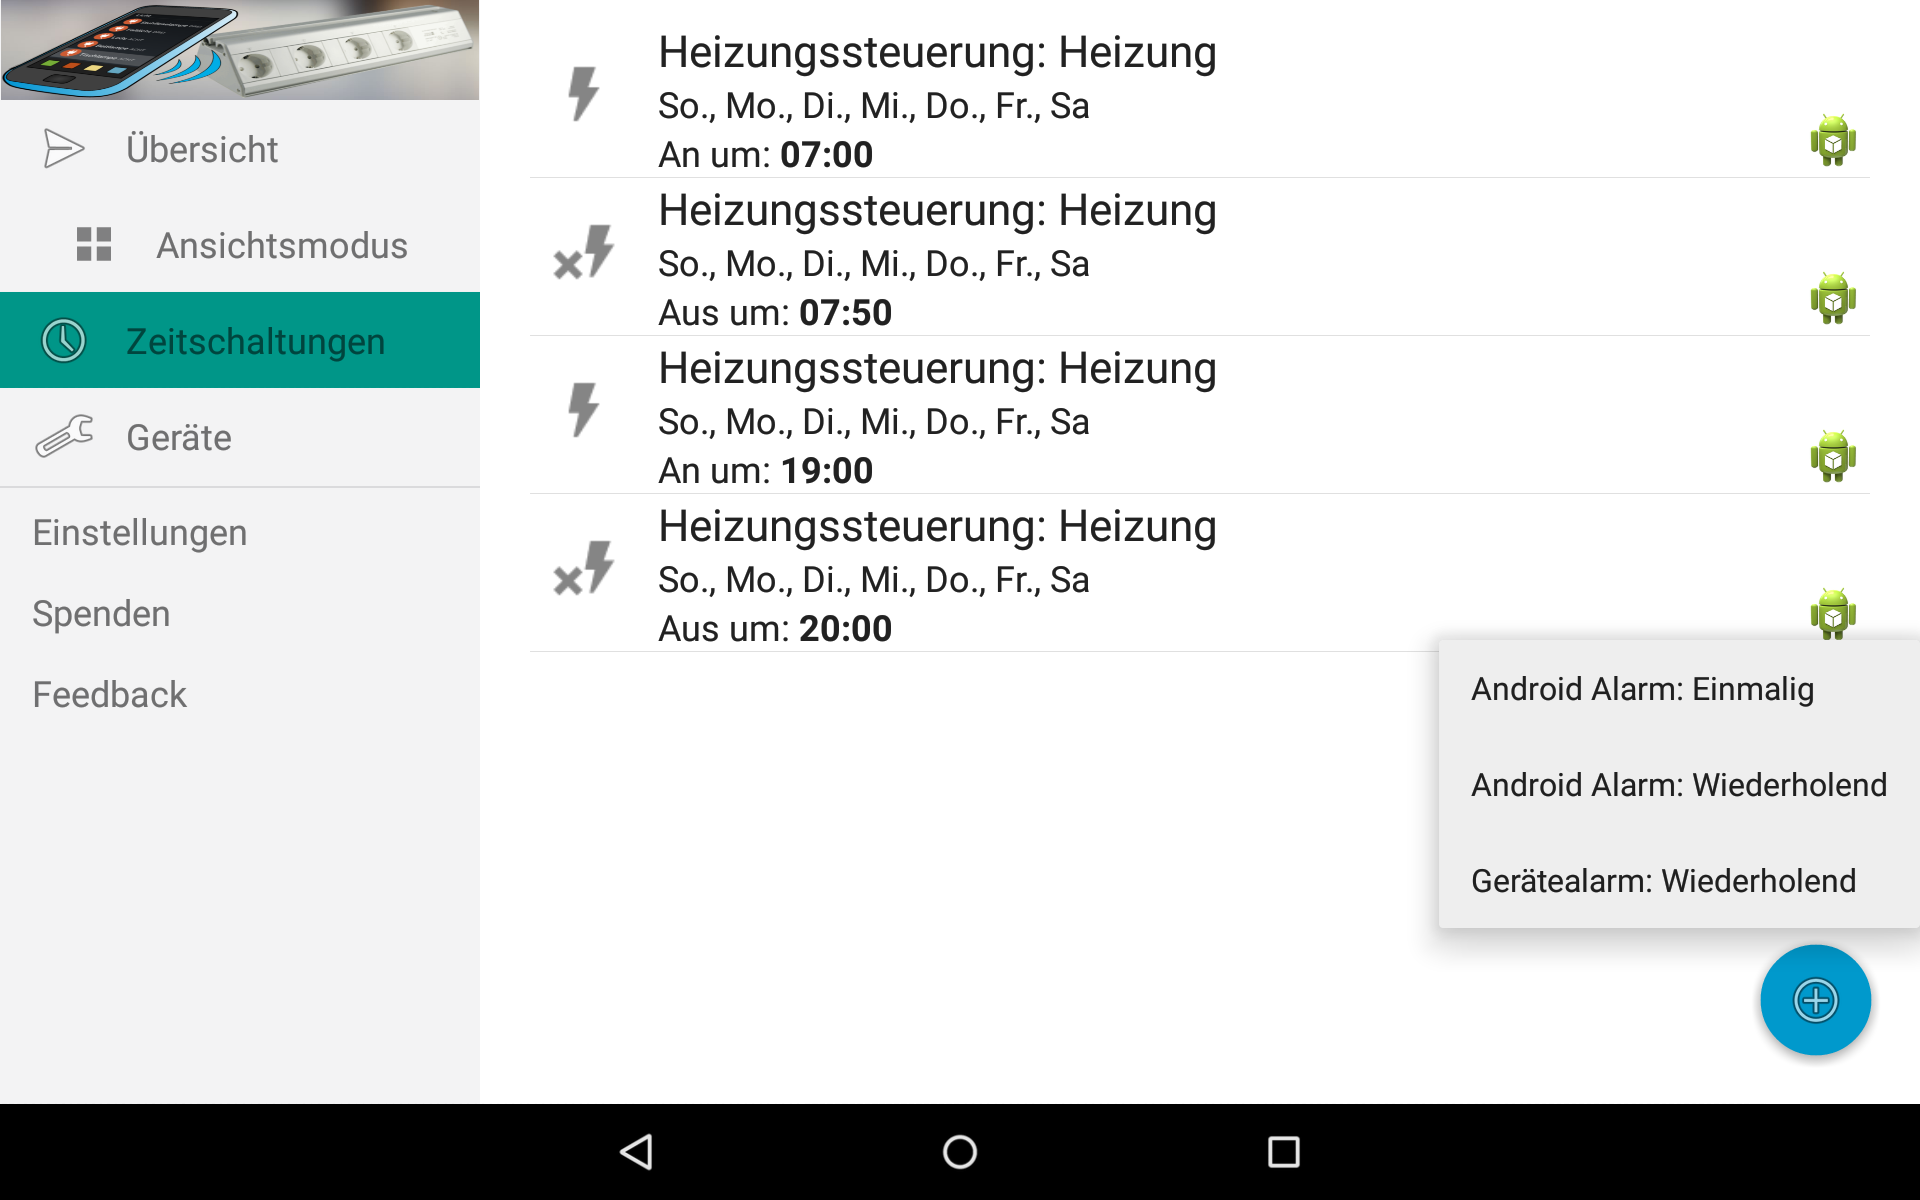 Übersicht
Ansichtsmodus
Zeitschaltungen
Geräte
Einstellungen
Spenden
Feedback
Heizungssteuerung: Heizung
So., Mo., Di., Mi., Do., Fr., Sa
An um: 07:00
Heizungssteuerung: Heizung
So., Mo., Di., Mi., Do., Fr., Sa
Aus um: 07:50
Heizungssteuerung: Heizung
So., Mo., Di., Mi., Do., Fr., Sa
An um: 19:00
Heizungssteuerung: Heizung
So., Mo., Di., Mi., Do., Fr., Sa
Aus um: 20:00
Android Alarm: Einmalig
Android Alarm: Wiederholend
Gerätealarm: Wiederholend